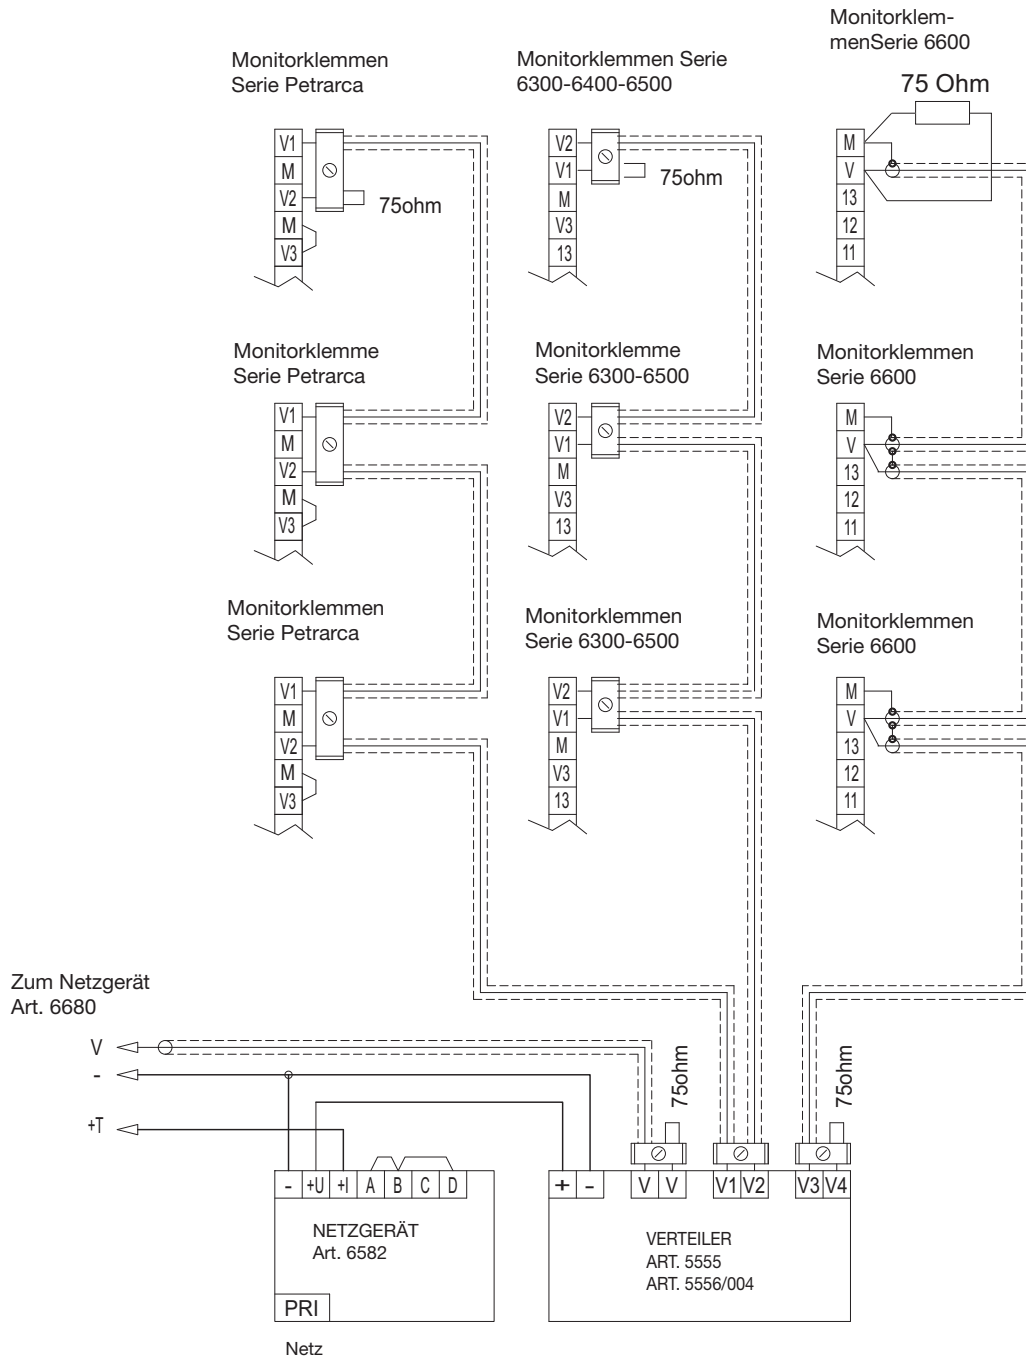 Monitorklem-
menSerie 6600
Monitorklemmen
Serie Petrarca
Monitorklemmen Serie
6300-6400-6500
75 Ohm
V1
M
V2
M
V3
75ohm
V2
V1
M
V3
13
75ohm
M
V
13
12
11
Monitorklemme
Serie Petrarca
Monitorklemme
Serie 6300-6500
Monitorklemmen
Serie 6600
V1
M
V2
M
V3
V2
V1
M
V3
13
M
V
13
12
11
Monitorklemmen
Serie Petrarca
Monitorklemmen
Serie 6300-6500
Monitorklemmen
Serie 6600
V1
M
V2
M
V3
V2
V1
M
V3
13
M
V
13
12
11
Zum Netzgerät
Art. 6680
V
-
+T
75ohm
75ohm
- +U +I A B C D
+ - V V V1 V2 V3 V4
NETZGERÄT
Art. 6582
PRI
Netz
VERTEILER
ART. 5555
ART. 5556/004